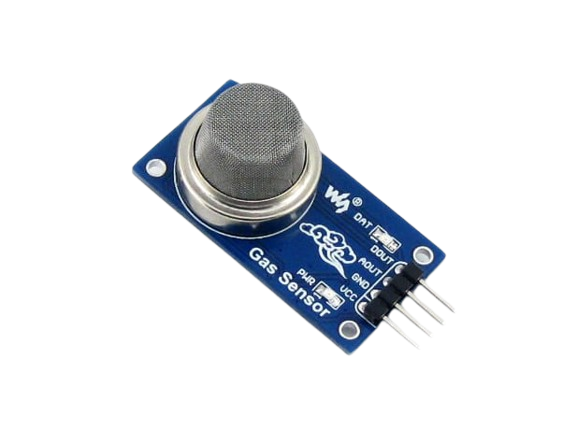 W ®
DAT
DOUT
AOUT
GND
VCC
PWR
Gas Sensor